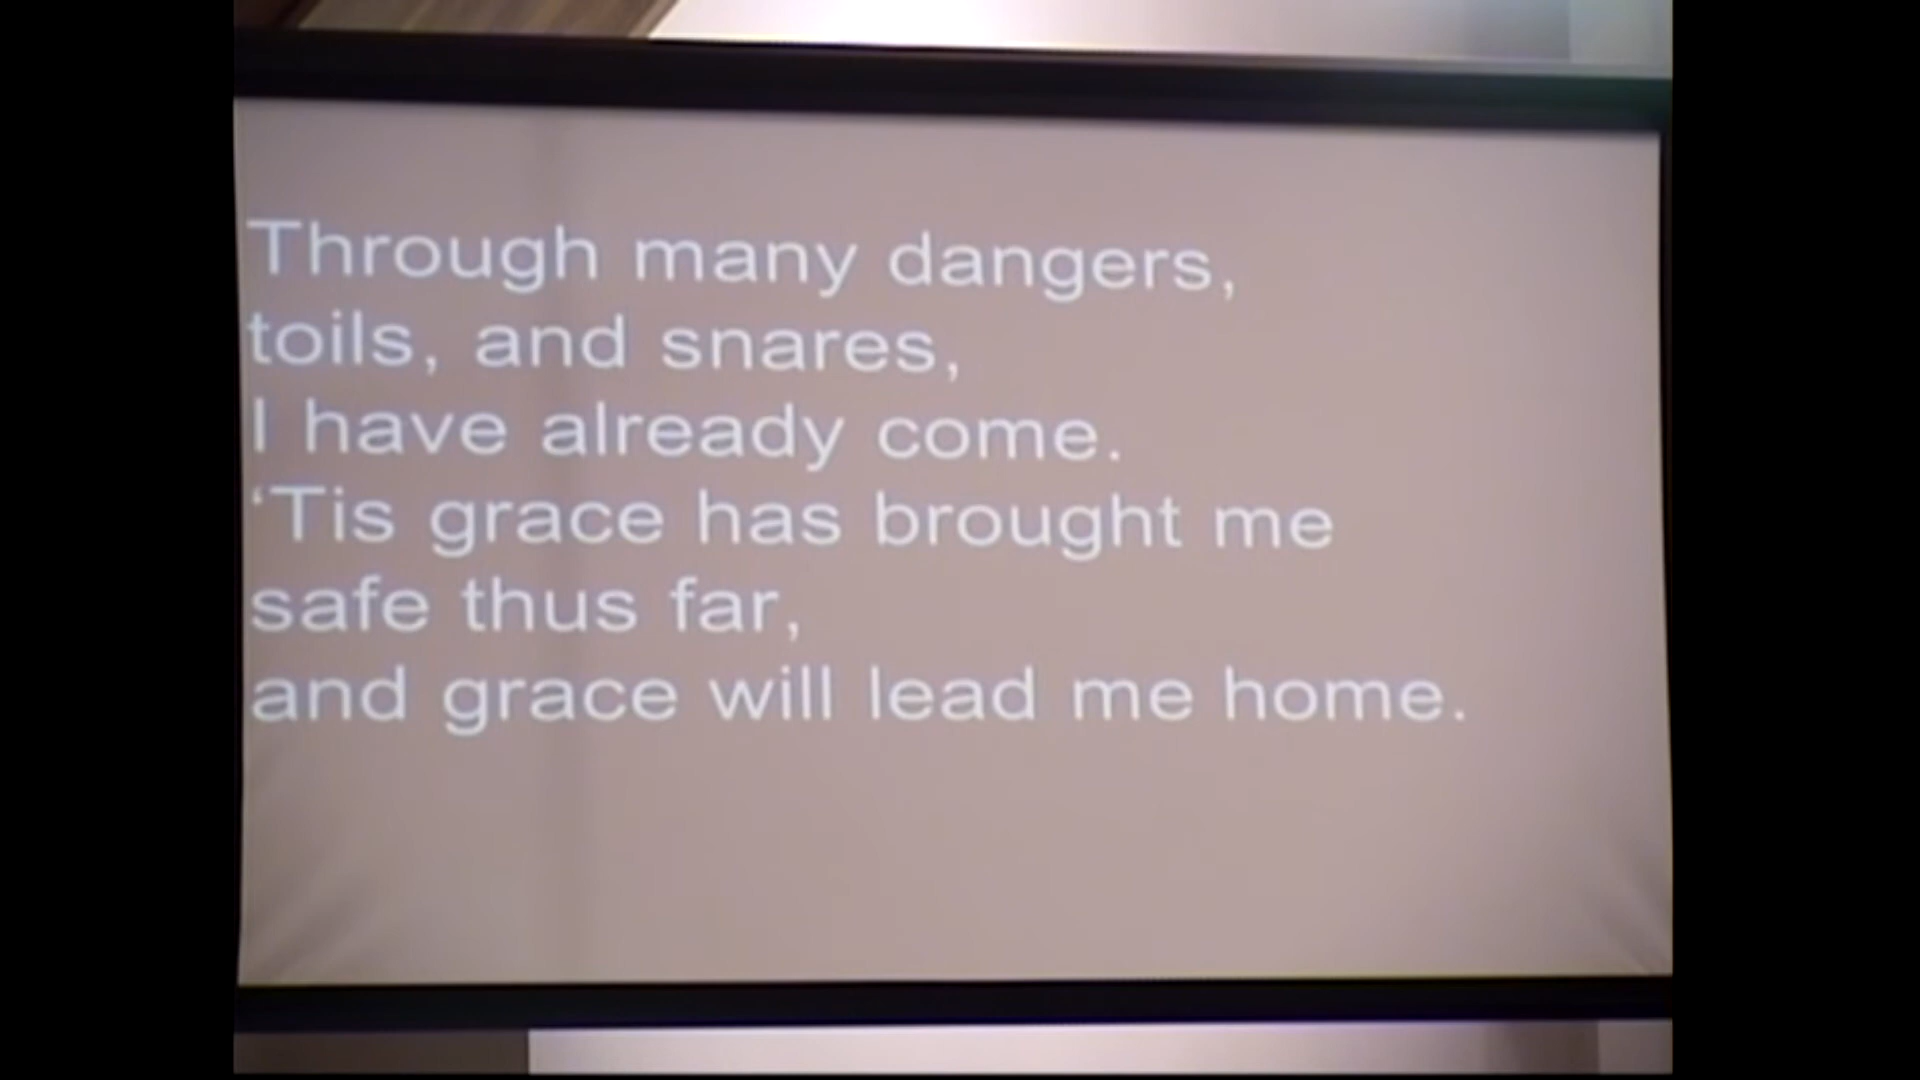 Through many dangers,
toils, and snares,
I have already come.
‘Tis grace has brought me
safe thus far,
and grace will lead me home.